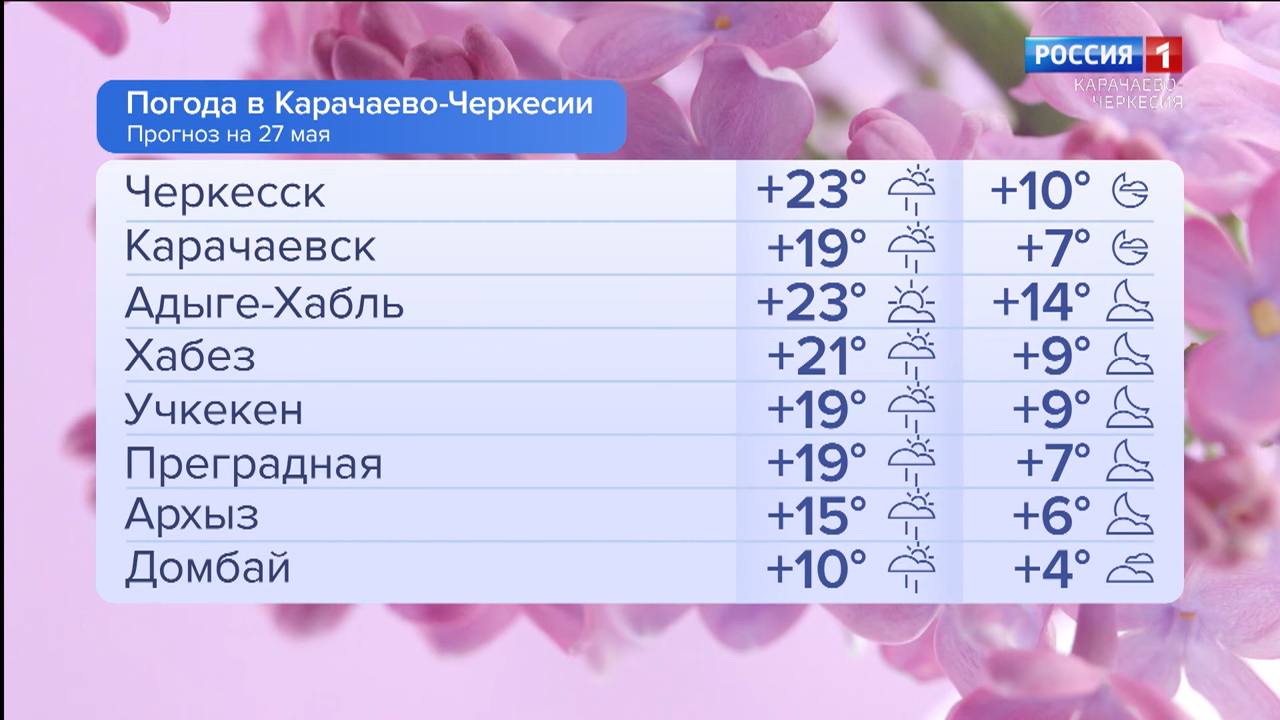 РОССИЯ 1
КАРАЧАЕВО-
ЧЕРКЕСИЯ
Погода в Карачаево-Черкесии
Прогноз на 27 мая
Черкесск +23° +10°
Карачаевск +19° +7°
Адыге-Хабль +23° +14°
Хабез +21° +9°
Учкекен +19° +9°
Преградная +19° +7°
Архыз +15° +6°
Домбай +10° +4°